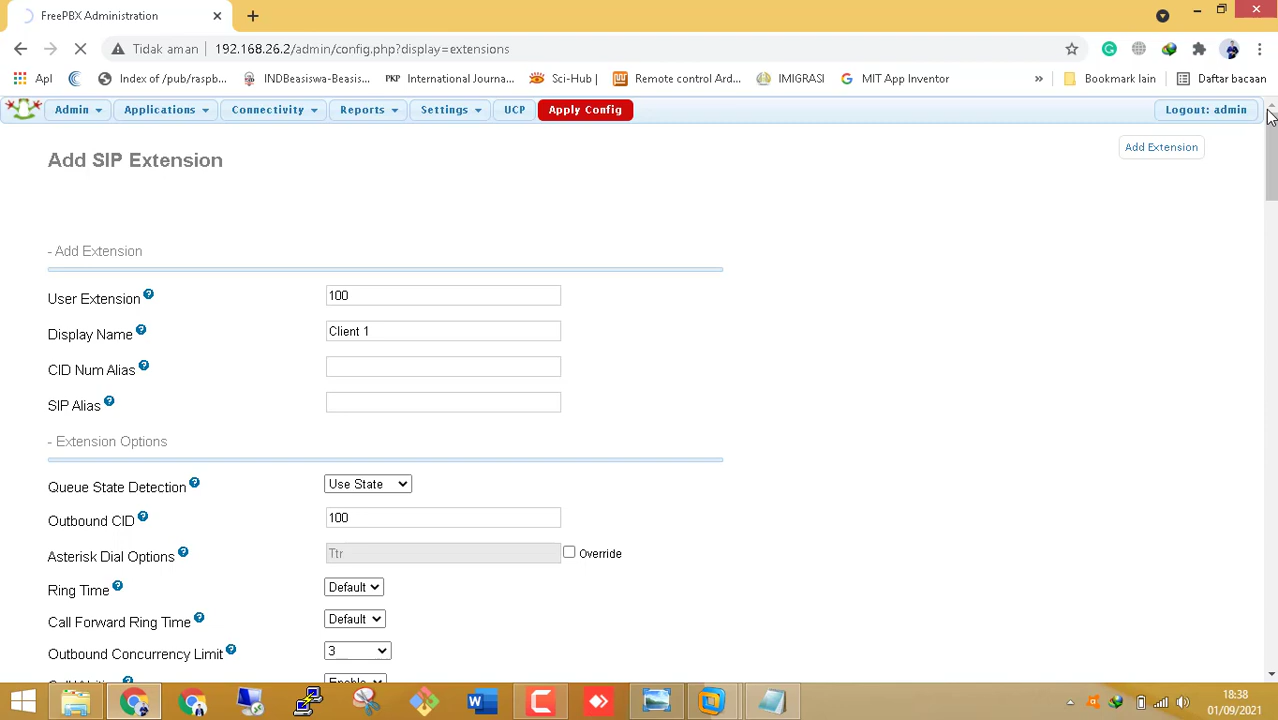 FreePBX Administration
Tidak aman 192.168.26.2/admin/config.php?display=extensions
Apl Index of /pub/raspb... INDBeasiswa-Beasis... PKP International Journa... Sci-Hub | Remote control Ard... IMIGRASI MIT App Inventor » Bookmark lain Daftar bacaan
Admin Applications Connectivity Reports Settings UCP Apply Config Logout: admin
Add SIP Extension
Add Extension
- Add Extension
User Extension 100
Display Name Client 1
CID Num Alias
SIP Alias
- Extension Options
Queue State Detection Use State
Outbound CID 100
Asterisk Dial Options Ttr Override
Ring Time Default
Call Forward Ring Time Default
Outbound Concurrency Limit 3
18:38
01/09/2021